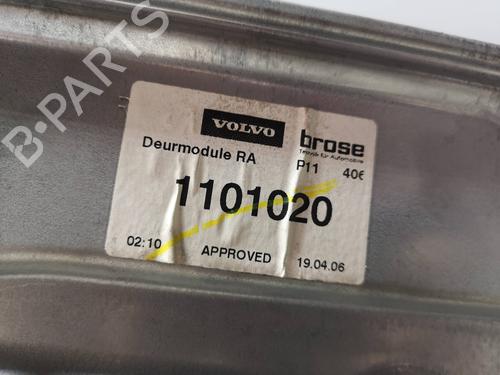 VOLVO
brose
Technik für Automobile
Deurmodule RA
P11 406
1101020
02:10 APPROVED 19.04.06
B-PARTS